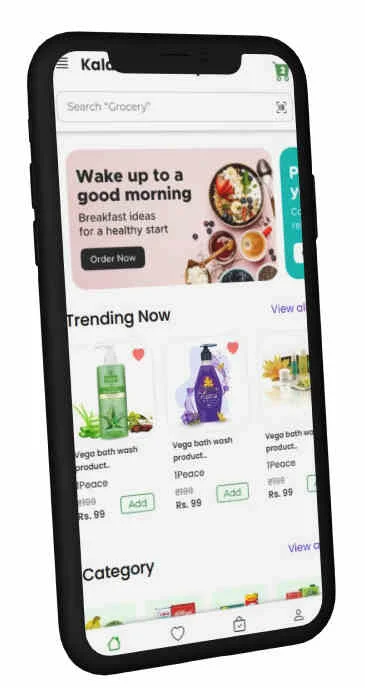 Kala
Search "Grocery"
Wake up to a
good morning
Breakfast ideas
for a healthy start
Order Now
Trending Now
View al
Vega bath wash
product..
1Peace
₹199
Rs. 99
Add
Vega bath wash
product..
1Peace
₹199
Rs. 99
Add
Vega bath wa
product..
1Peace
₹199
Rs. 99
View a
Category